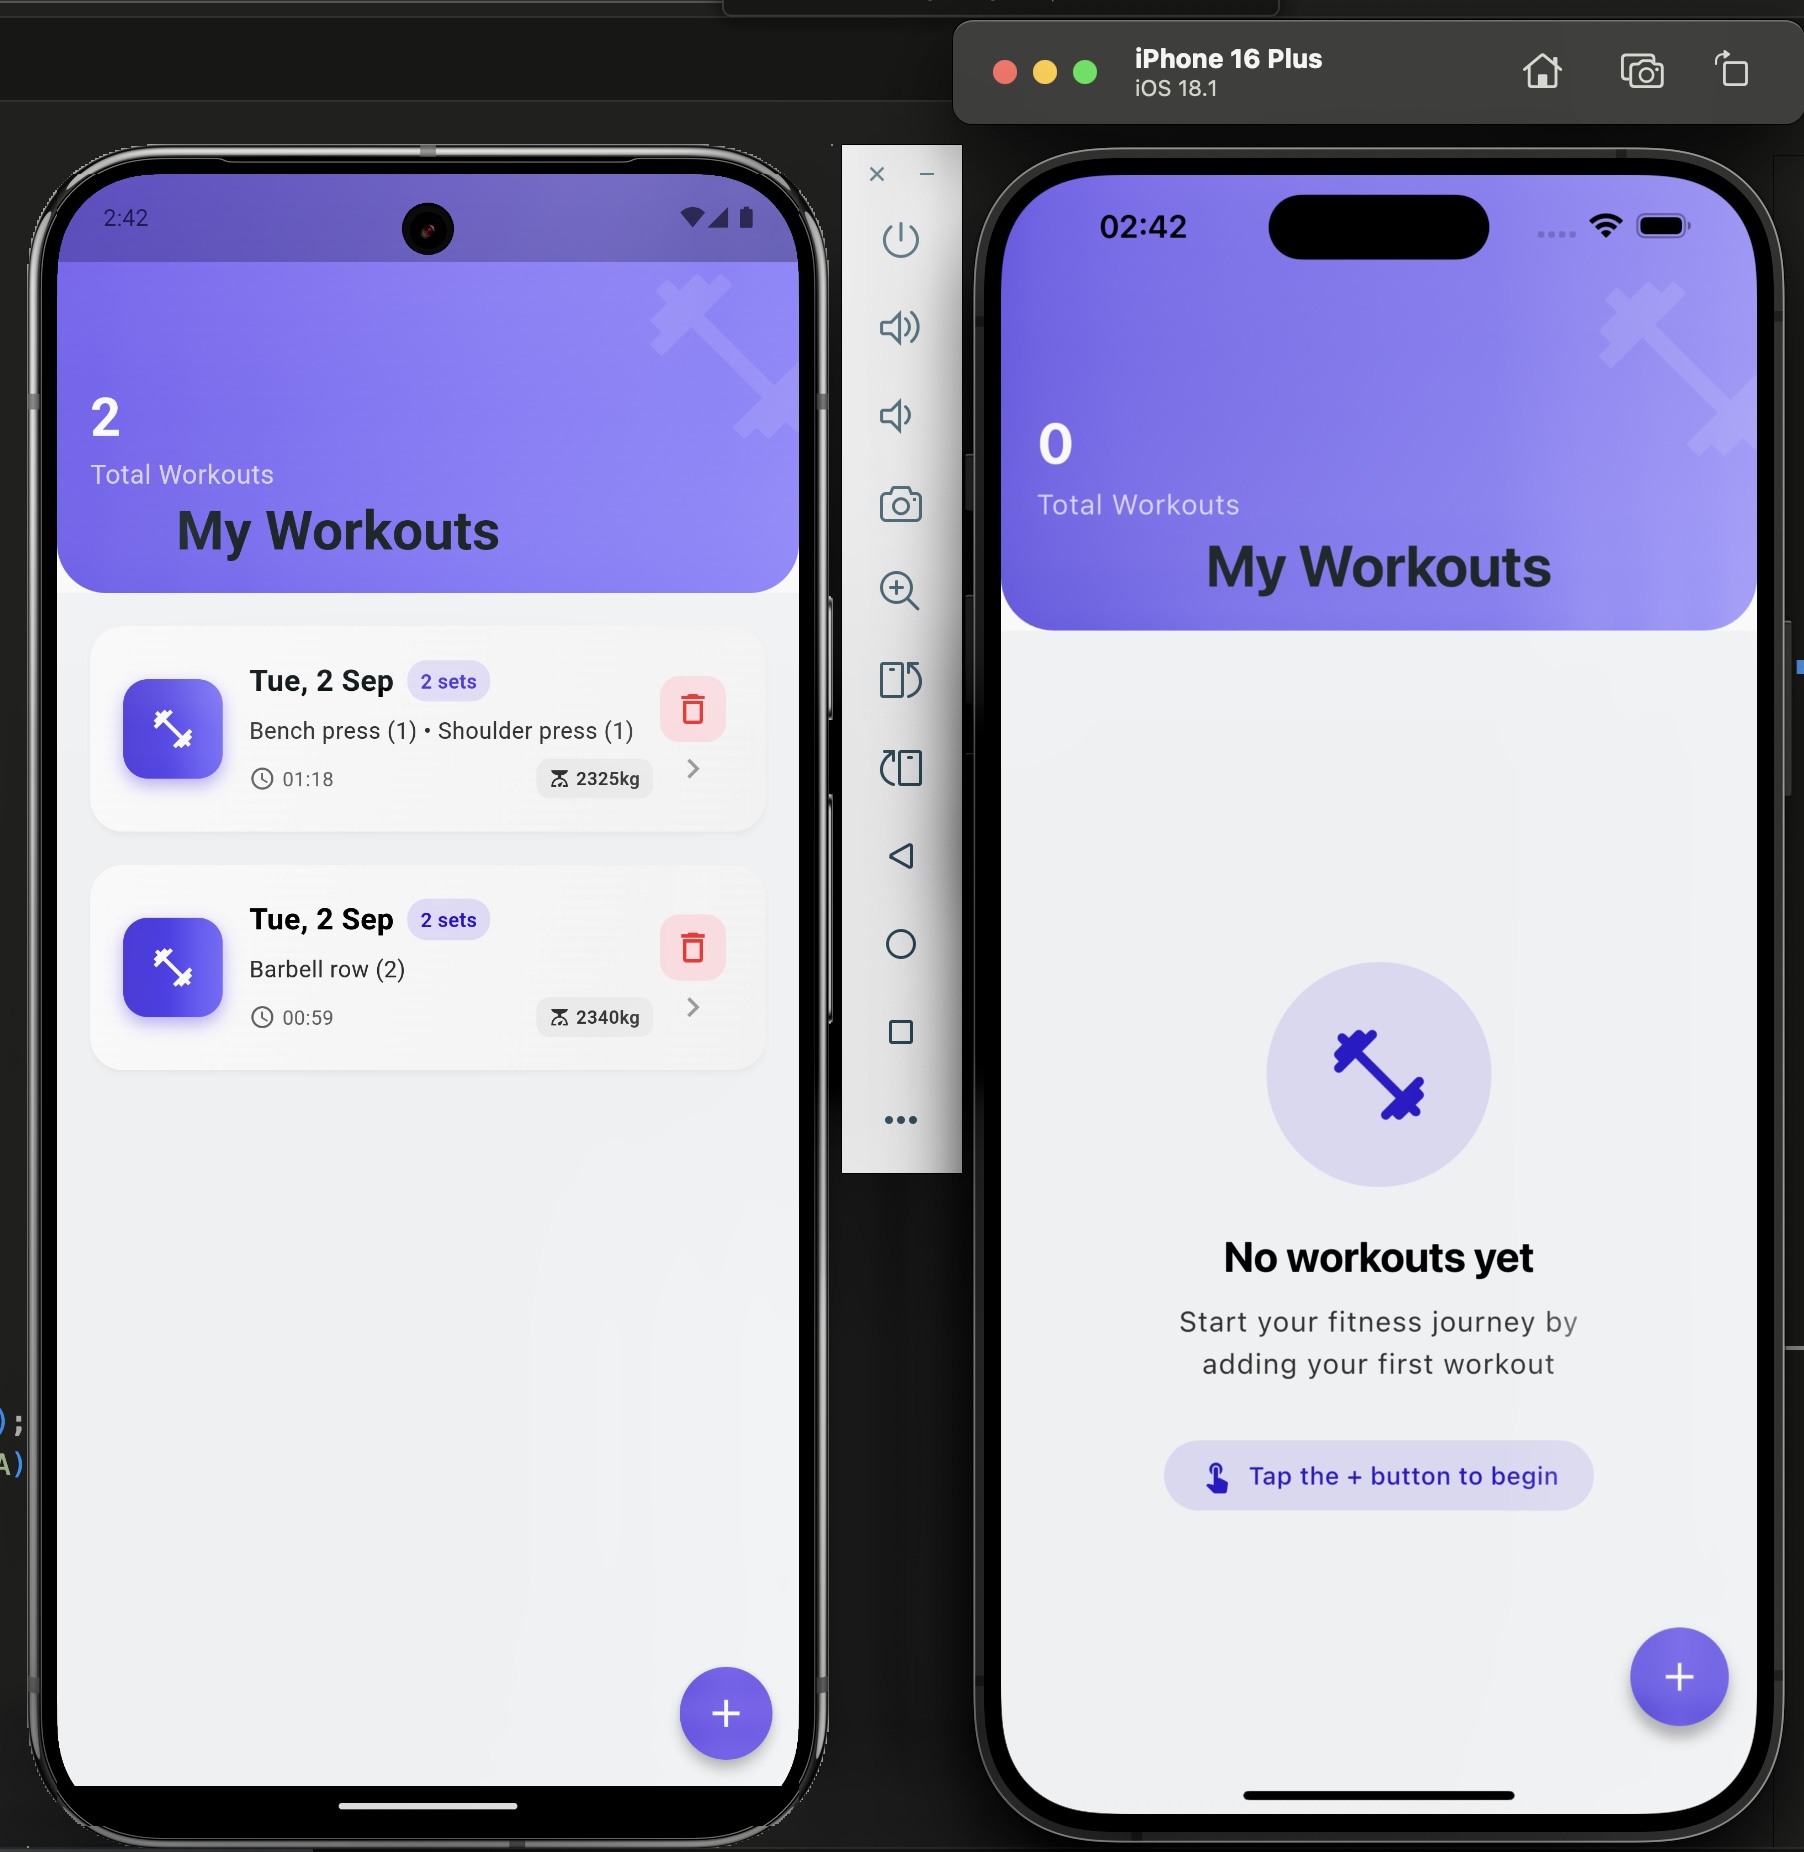 iPhone 16 Plus
iOS 18.1
2:42
2
Total Workouts
My Workouts
Tue, 2 Sep
2 sets
Bench press (1) • Shoulder press (1)
01:18
2325kg
Tue, 2 Sep
2 sets
Barbell row (2)
00:59
2340kg
);
A)
02:42
0
Total Workouts
My Workouts
No workouts yet
Start your fitness journey by
adding your first workout
Tap the + button to begin